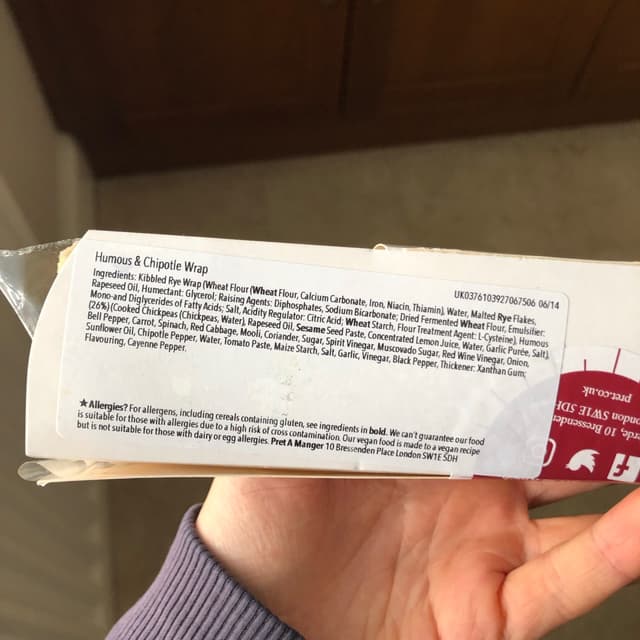 Humous & Chipotle Wrap
UK0376103927067506 06/14
Ingredients: Kibbled Rye Wrap (Wheat Flour (Wheat Flour, Calcium Carbonate, Iron, Niacin, Thiamin), Water, Malted Rye Flakes,
Rapeseed Oil, Humectant: Glycerol; Raising Agents: Diphosphates, Sodium Bicarbonate; Dried Fermented Wheat Flour, Emulsifier:
Mono-and Diglycerides of Fatty Acids; Salt, Acidity Regulator: Citric Acid; Wheat Starch, Flour Treatment Agent: L-Cysteine), Humous
(26%)(Cooked Chickpeas (Chickpeas, Water), Rapeseed Oil, Sesame Seed Paste, Concentrated Lemon Juice, Water, Garlic Purée, Salt),
Bell Pepper, Carrot, Spinach, Red Cabbage, Mooli, Coriander, Sugar, Spirit Vinegar, Muscovado Sugar, Red Wine Vinegar, Onion,
Sunflower Oil, Chipotle Pepper, Water, Tomato Paste, Maize Starch, Salt, Garlic, Vinegar, Black Pepper, Thickener: Xanthan Gum;
Flavouring, Cayenne Pepper.
★Allergies? For allergens, including cereals containing gluten, see ingredients in bold. We can't guarantee our food
is suitable for those with allergies due to a high risk of cross contamination. Our vegan food is made to a vegan recipe
but is not suitable for those with dairy or egg allergies. Pret A Manger 10 Bressenden Place London SW1E 5DH
10 Bressenden
London SW1E 5DH
pret.co.uk